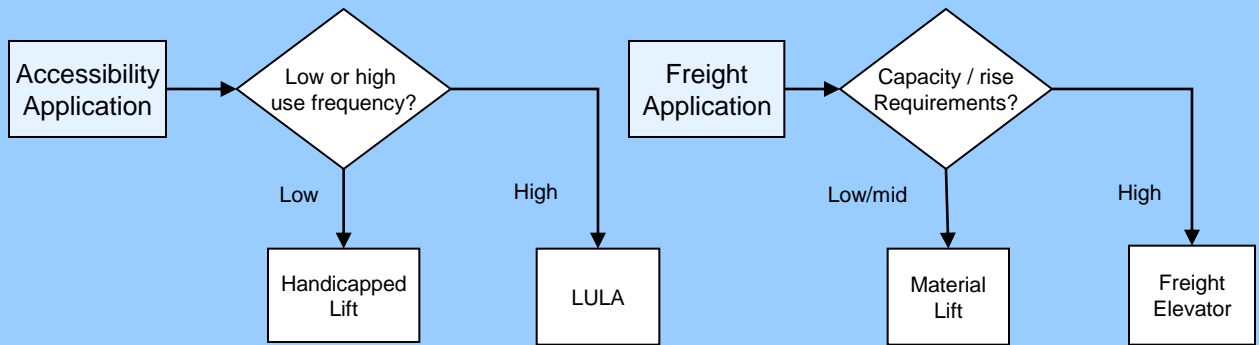 Accessibility
Application
Low or high
use frequency?
Low
High
Handicapped
Lift
LULA
Freight
Application
Capacity / rise
Requirements?
Low/mid
High
Material
Lift
Freight
Elevator